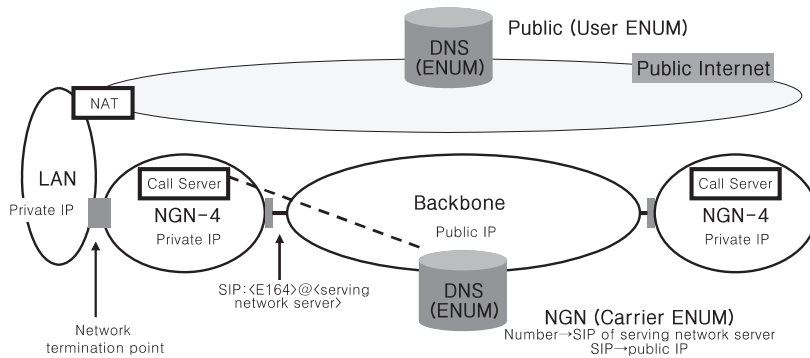 DNS
(ENUM)
Public (User ENUM)
Public Internet
NAT
LAN
Private IP
Call Server
NGN-4
Private IP
Backbone
Public IP
Call Server
NGN-4
Private IP
SIP:<E164>@<serving
network server>
DNS
(ENUM)
NGN (Carrier ENUM)
Number→SIP of serving network server
SIP→public IP
Network
termination point